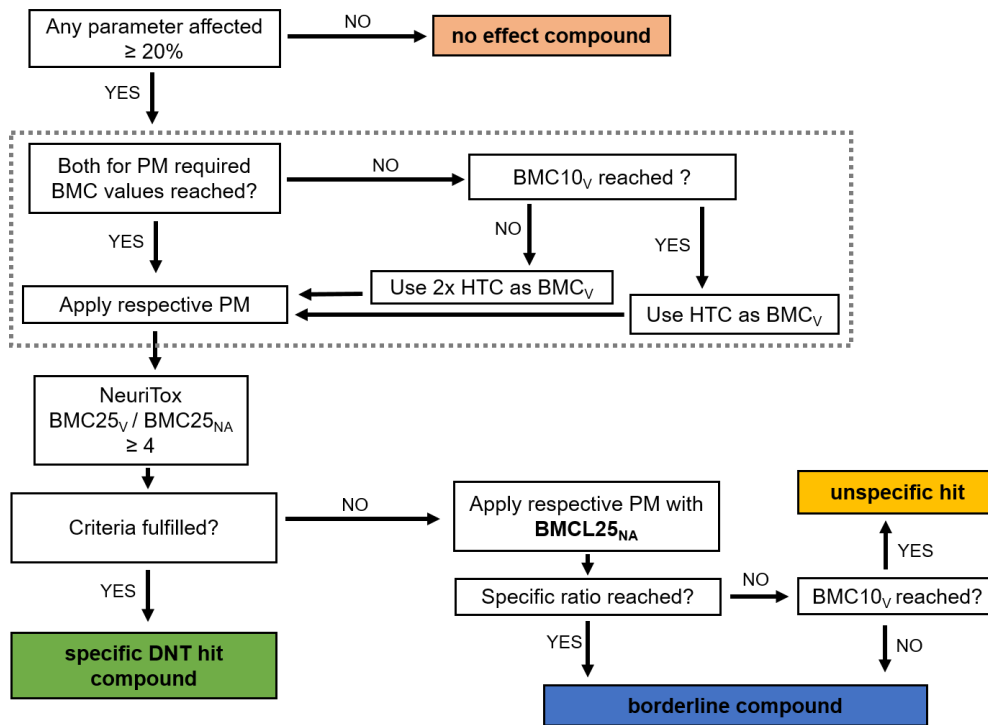 Any parameter affected
≥ 20%
NO
no effect compound
YES
Both for PM required
BMC values reached?
NO
BMC10V reached ?
YES
NO
YES
Apply respective PM
Use 2x HTC as BMCV
Use HTC as BMCV
NeuriTox
BMC25V / BMC25NA
≥ 4
Criteria fulfilled?
NO
Apply respective PM with
BMCL25NA
unspecific hit
YES
YES
Specific ratio reached?
NO
BMC10V reached?
specific DNT hit
compound
YES
NO
borderline compound